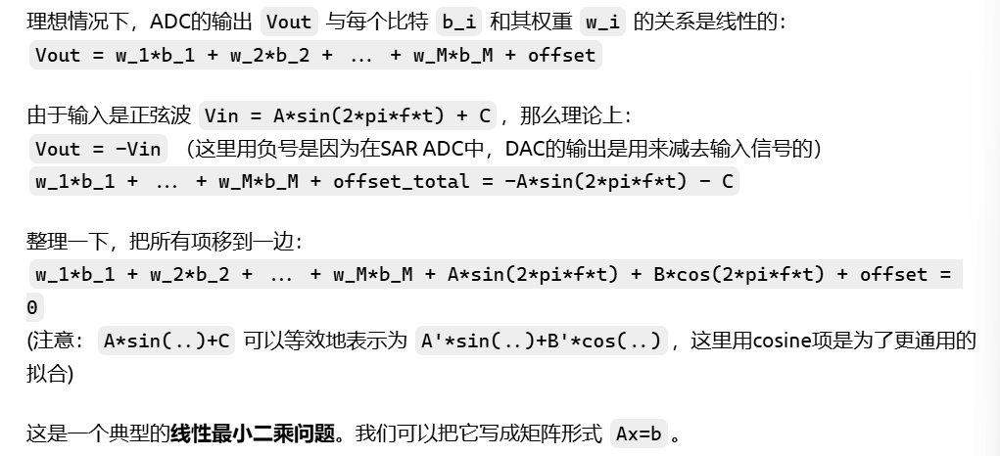 理想情况下，ADC的输出 Vout 与每个比特 b_i 和其权重 w_i 的关系是线性的：
Vout = w_1*b_1 + w_2*b_2 + ... + w_M*b_M + offset
由于输入是正弦波 Vin = A*sin(2*pi*f*t) + C，那么理论上：
Vout = -Vin （这里用负号是因为在SAR ADC中，DAC的输出是用来减去输入信号的）
w_1*b_1 + ... + w_M*b_M + offset_total = -A*sin(2*pi*f*t) - C
整理一下，把所有项移到一边：
w_1*b_1 + w_2*b_2 + ... + w_M*b_M + A*sin(2*pi*f*t) + B*cos(2*pi*f*t) + offset =
0
(注意： A*sin(..)+C 可以等效地表示为 A'*sin(..)+B'*cos(..)，这里用cosine项是为了更通用的
拟合)
这是一个典型的线性最小二乘问题。我们可以把它写成矩阵形式 Ax=b 。